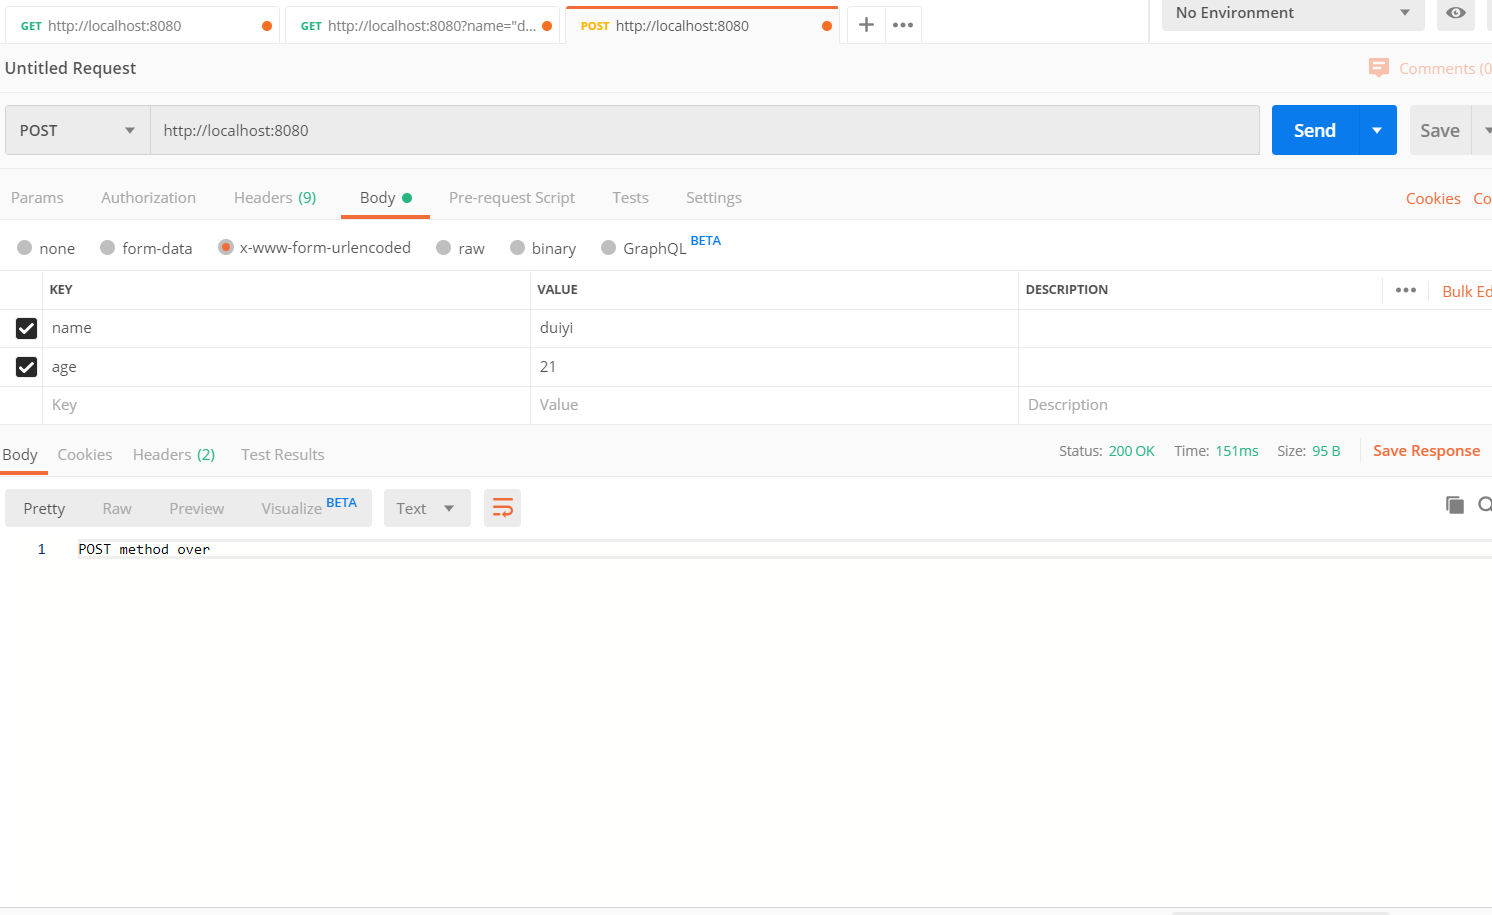 GET http://localhost:8080 GET http://localhost:8080?name="d... POST http://localhost:8080 No Environment
Untitled Request Comments (0
POST http://localhost:8080 Send Save
Params Authorization Headers (9) Body Pre-request Script Tests Settings Cookies Co
none form-data x-www-form-urlencoded raw binary GraphQL BETA
KEY VALUE DESCRIPTION Bulk Ed
name duiyi
age 21
Key Value Description
Body Cookies Headers (2) Test Results Status: 200 OK Time: 151ms Size: 95 B Save Response
Pretty Raw Preview Visualize BETA Text
1 POST method over